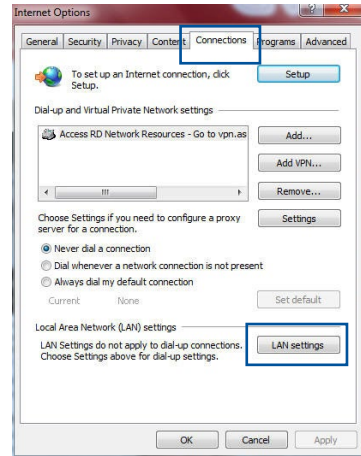 Internet Options
General Security Privacy Content Connections Programs Advanced
To set up an Internet connection, click
Setup.
Setup
Dial-up and Virtual Private Network settings
Access RD Network Resources - Go to vpn.as
Add...
Add VPN...
Remove...
Choose Settings if you need to configure a proxy
server for a connection.
Settings
Never dial a connection
Dial whenever a network connection is not present
Always dial my default connection
Current None
Set default
Local Area Network (LAN) settings
LAN Settings do not apply to dial-up connections.
Choose Settings above for dial-up settings.
LAN settings
OK Cancel Apply